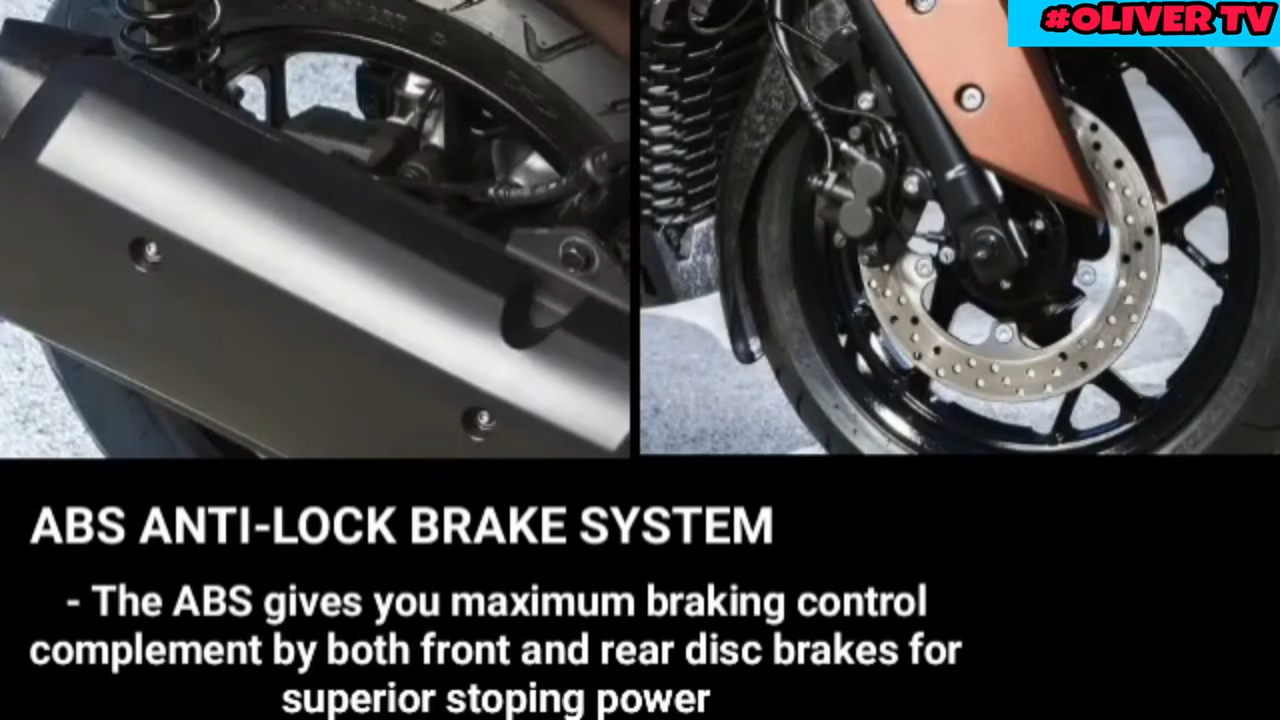 #OLIVER TV
ABS ANTI-LOCK BRAKE SYSTEM
- The ABS gives you maximum braking control
complement by both front and rear disc brakes for
superior stoping power